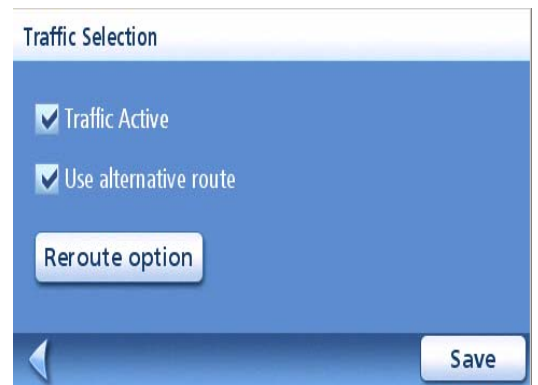 Traffic Selection
Traffic Active
Use alternative route
Reroute option
Save